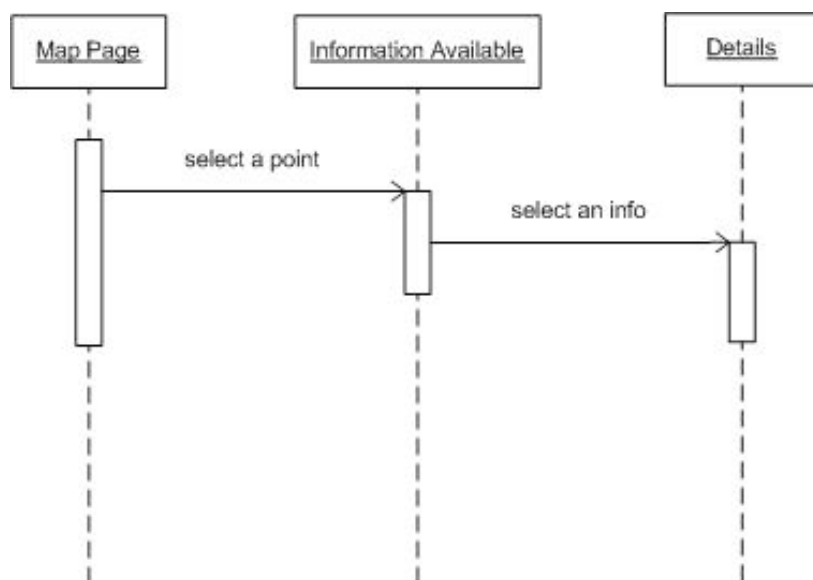 Map Page
Information Available
Details
select a point
select an info